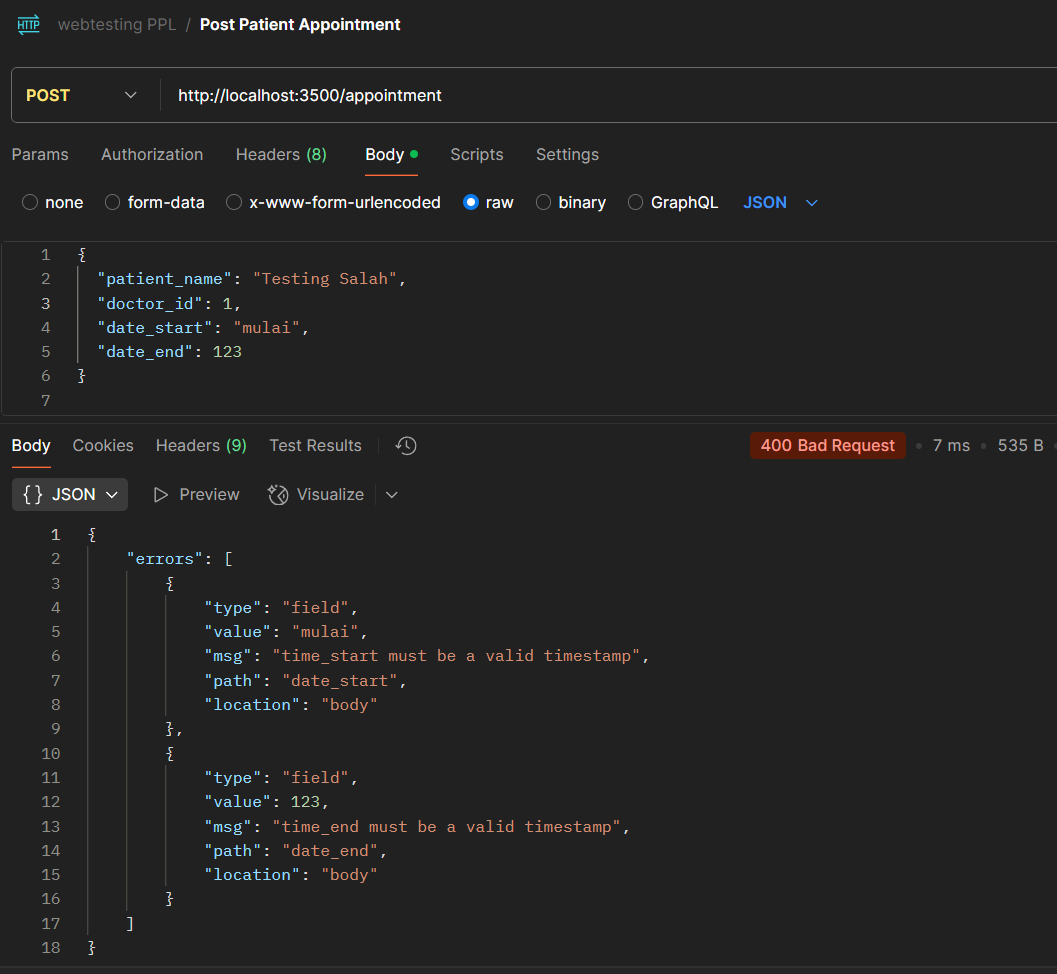 HTTP webtesting PPL / Post Patient Appointment
POST http://localhost:3500/appointment
Params Authorization Headers (8) Body Scripts Settings
none form-data x-www-form-urlencoded raw binary GraphQL JSON
1 {
2 "patient_name": "Testing Salah",
3 "doctor_id": 1,
4 "date_start": "mulai",
5 "date_end": 123
6 }
7
Body Cookies Headers (9) Test Results 400 Bad Request • 7 ms • 535 B
{} JSON Preview Visualize
1 {
2 "errors": [
3 {
4 "type": "field",
5 "value": "mulai",
6 "msg": "time_start must be a valid timestamp",
7 "path": "date_start",
8 "location": "body"
9 },
10 {
11 "type": "field",
12 "value": 123,
13 "msg": "time_end must be a valid timestamp",
14 "path": "date_end",
15 "location": "body"
16 }
17 ]
18 }